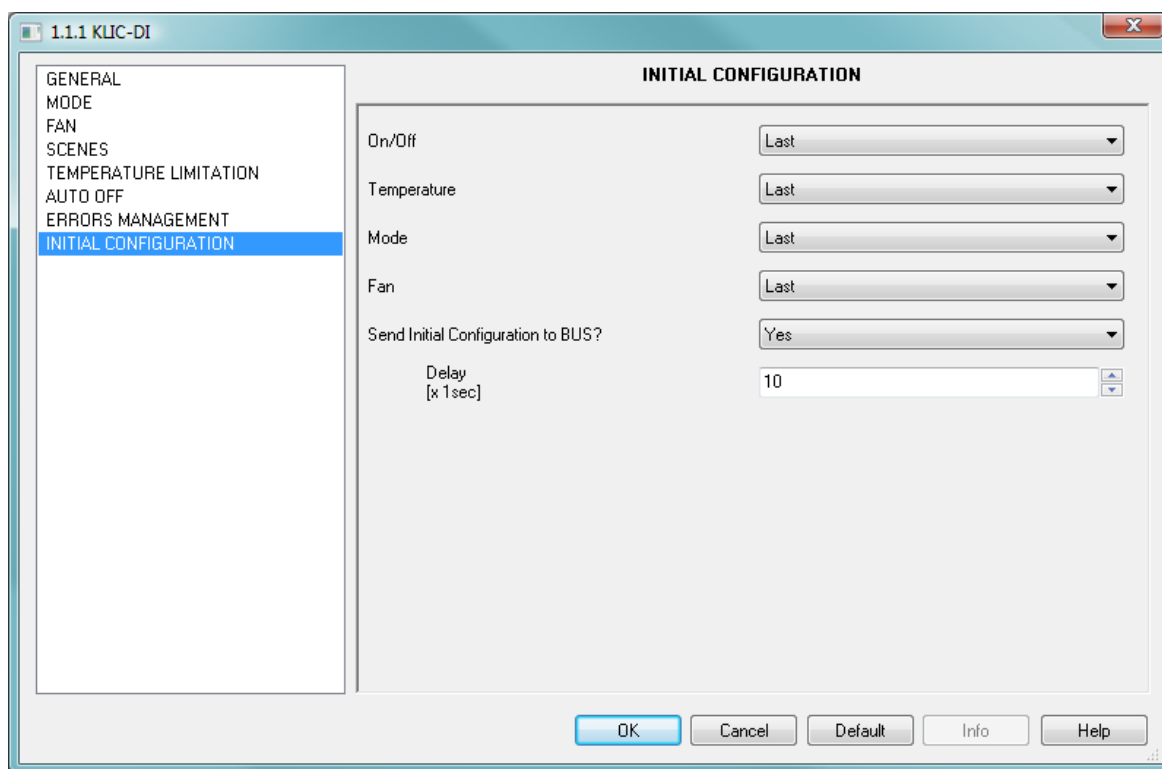 1.1.1 KLIC-DI
GENERAL
MODE
FAN
SCENES
TEMPERATURE LIMITATION
AUTO OFF
ERRORS MANAGEMENT
INITIAL CONFIGURATION
INITIAL CONFIGURATION
On/Off Last
Temperature Last
Mode Last
Fan Last
Send Initial Configuration to BUS? Yes
Delay
[x 1sec] 10
OK Cancel Default Info Help